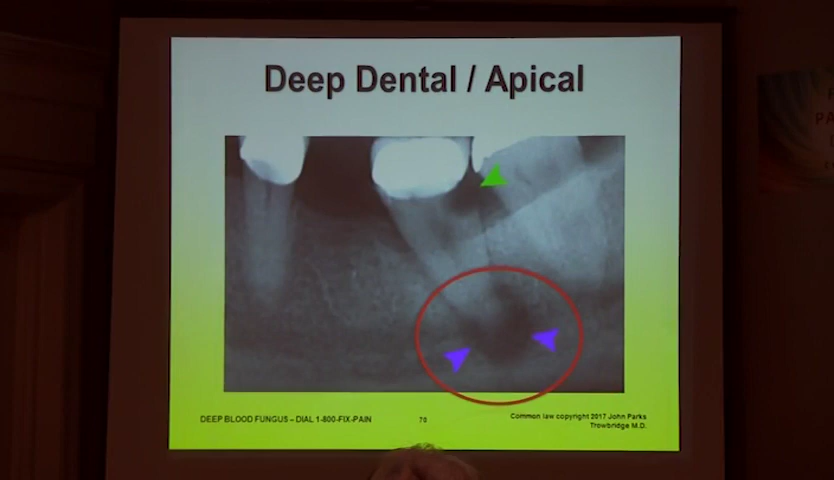 Deep Dental / Apical
DEEP BLOOD FUNGUS – DIAL 1-800-FIX-PAIN
70
Common law copyright 2017 John Parks
Trowbridge M.D.